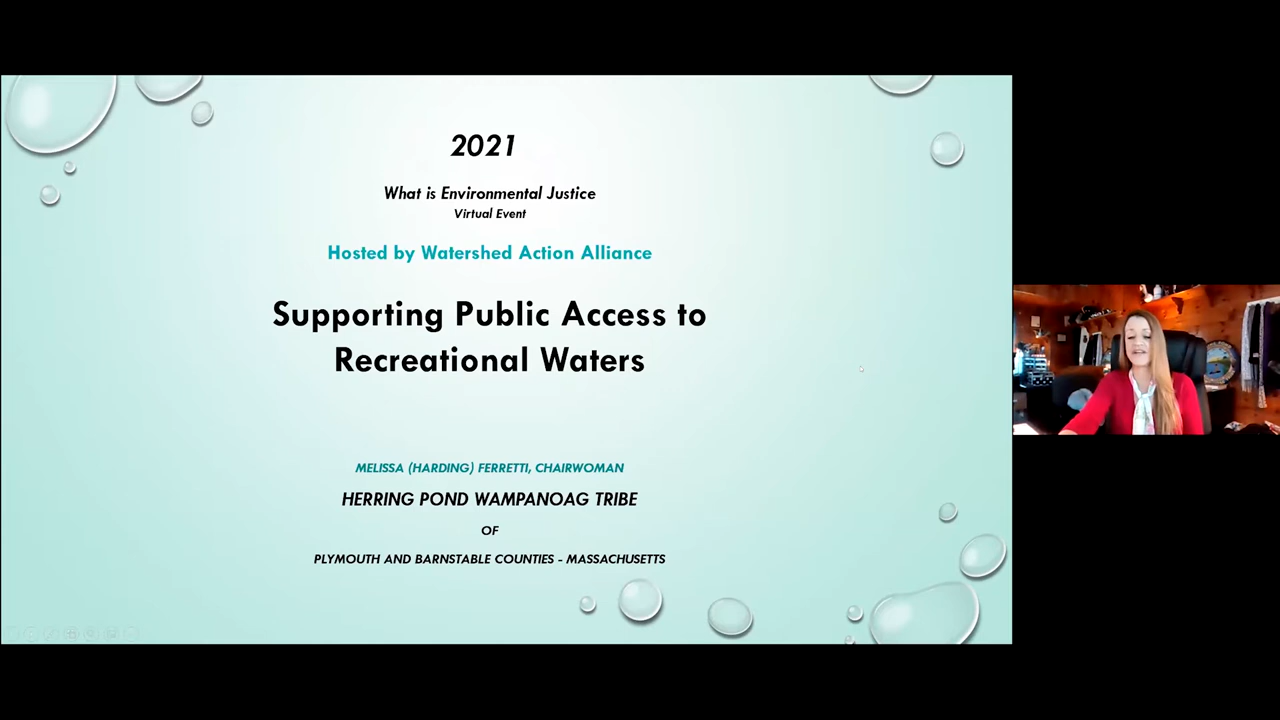 2021
What is Environmental Justice
Virtual Event
Hosted by Watershed Action Alliance
Supporting Public Access to
Recreational Waters
MELISSA (HARDING) FERRETTI, CHAIRWOMAN
HERRING POND WAMPANOAG TRIBE
OF
PLYMOUTH AND BARNSTABLE COUNTIES - MASSACHUSETTS